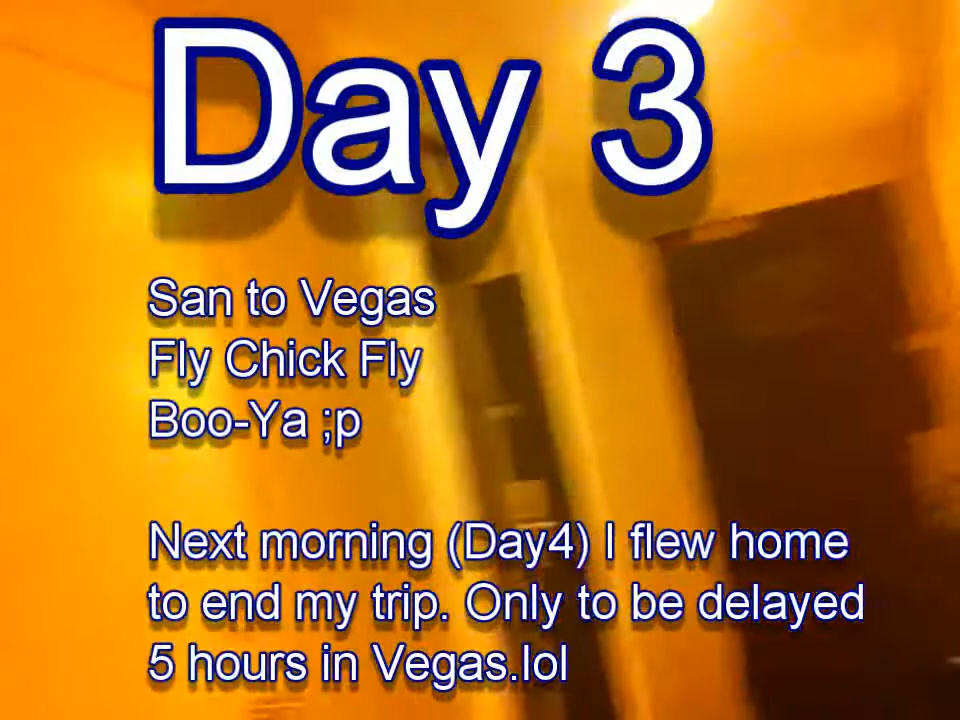 Day 3
San to Vegas
Fly Chick Fly
Boo-Ya ;p
Next morning (Day4) I flew home
to end my trip. Only to be delayed
5 hours in Vegas.lol